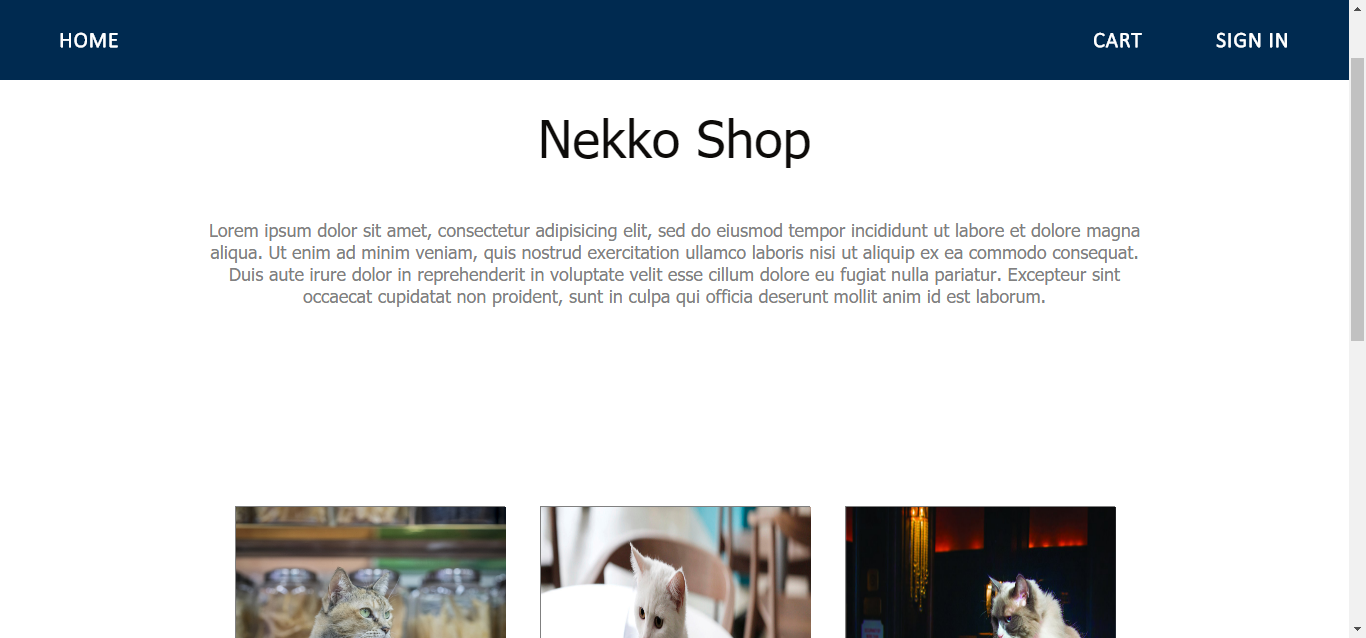 HOME
CART
SIGN IN
Nekko Shop
Lorem ipsum dolor sit amet, consectetur adipisicing elit, sed do eiusmod tempor incididunt ut labore et dolore magna
aliqua. Ut enim ad minim veniam, quis nostrud exercitation ullamco laboris nisi ut aliquip ex ea commodo consequat.
Duis aute irure dolor in reprehenderit in voluptate velit esse cillum dolore eu fugiat nulla pariatur. Excepteur sint
occaecat cupidatat non proident, sunt in culpa qui officia deserunt mollit anim id est laborum.